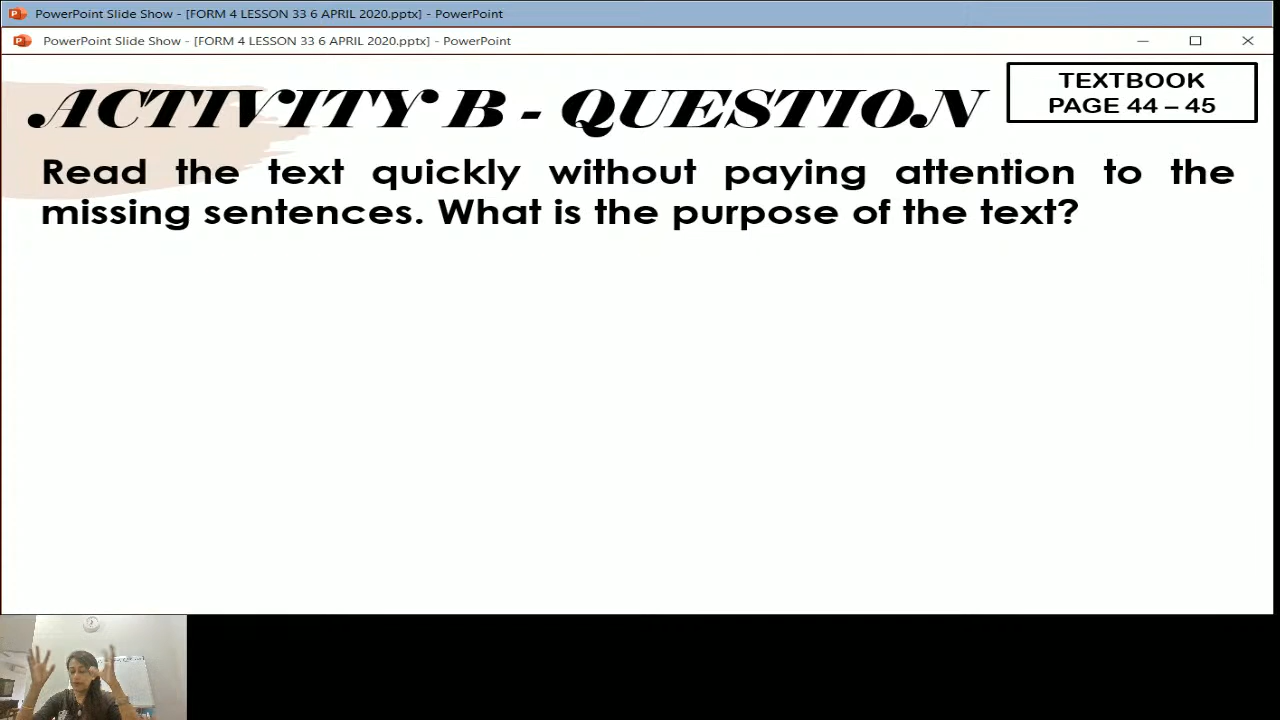 PowerPoint Slide Show - [FORM 4 LESSON 33 6 APRIL 2020.pptx] - PowerPoint
PowerPoint Slide Show - [FORM 4 LESSON 33 6 APRIL 2020.pptx] - PowerPoint
ACTIVITY B - QUESTION
TEXTBOOK
PAGE 44 – 45
Read the text quickly without paying attention to the
missing sentences. What is the purpose of the text?